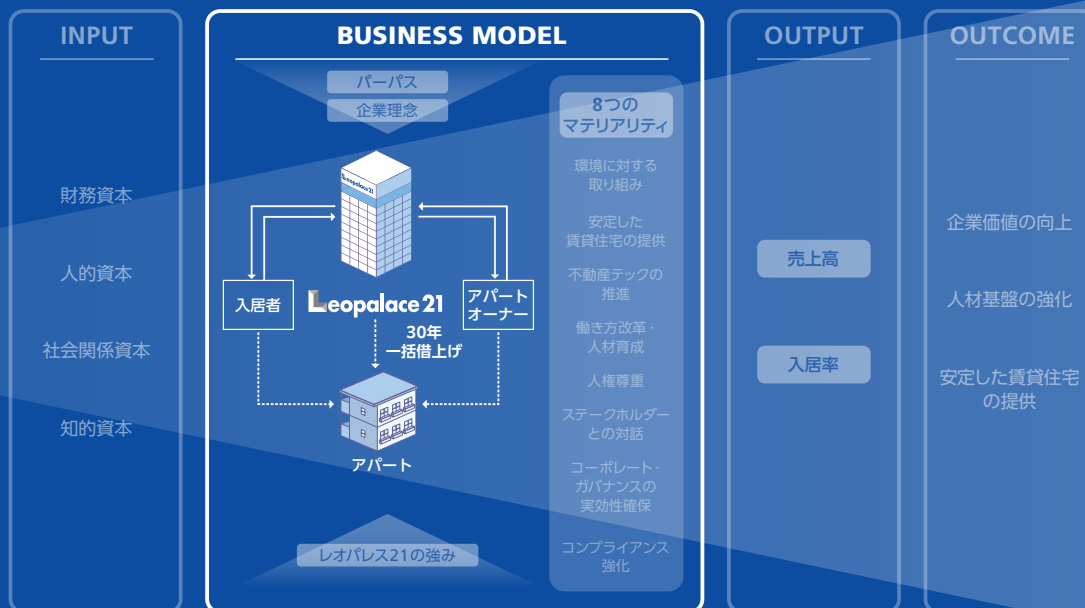 INPUT
財務資本
人的資本
社会関係資本
知的資本
BUSINESS MODEL
パーパス
企業理念
Leopalace21
入居者
Leopalace 21
アパート
オーナー
30年
一括借上げ
アパート
レオパレス21の強み
8つの
マテリアリティ
環境に対する
取り組み
安定した
賃貸住宅の提供
不動産テックの
推進
働き方改革・
人材育成
人権尊重
ステークホルダー
との対話
コーポレート・
ガバナンスの
実効性確保
コンプライアンス
強化
OUTPUT
売上高
入居率
OUTCOME
企業価値の向上
人材基盤の強化
安定した賃貸住宅
の提供